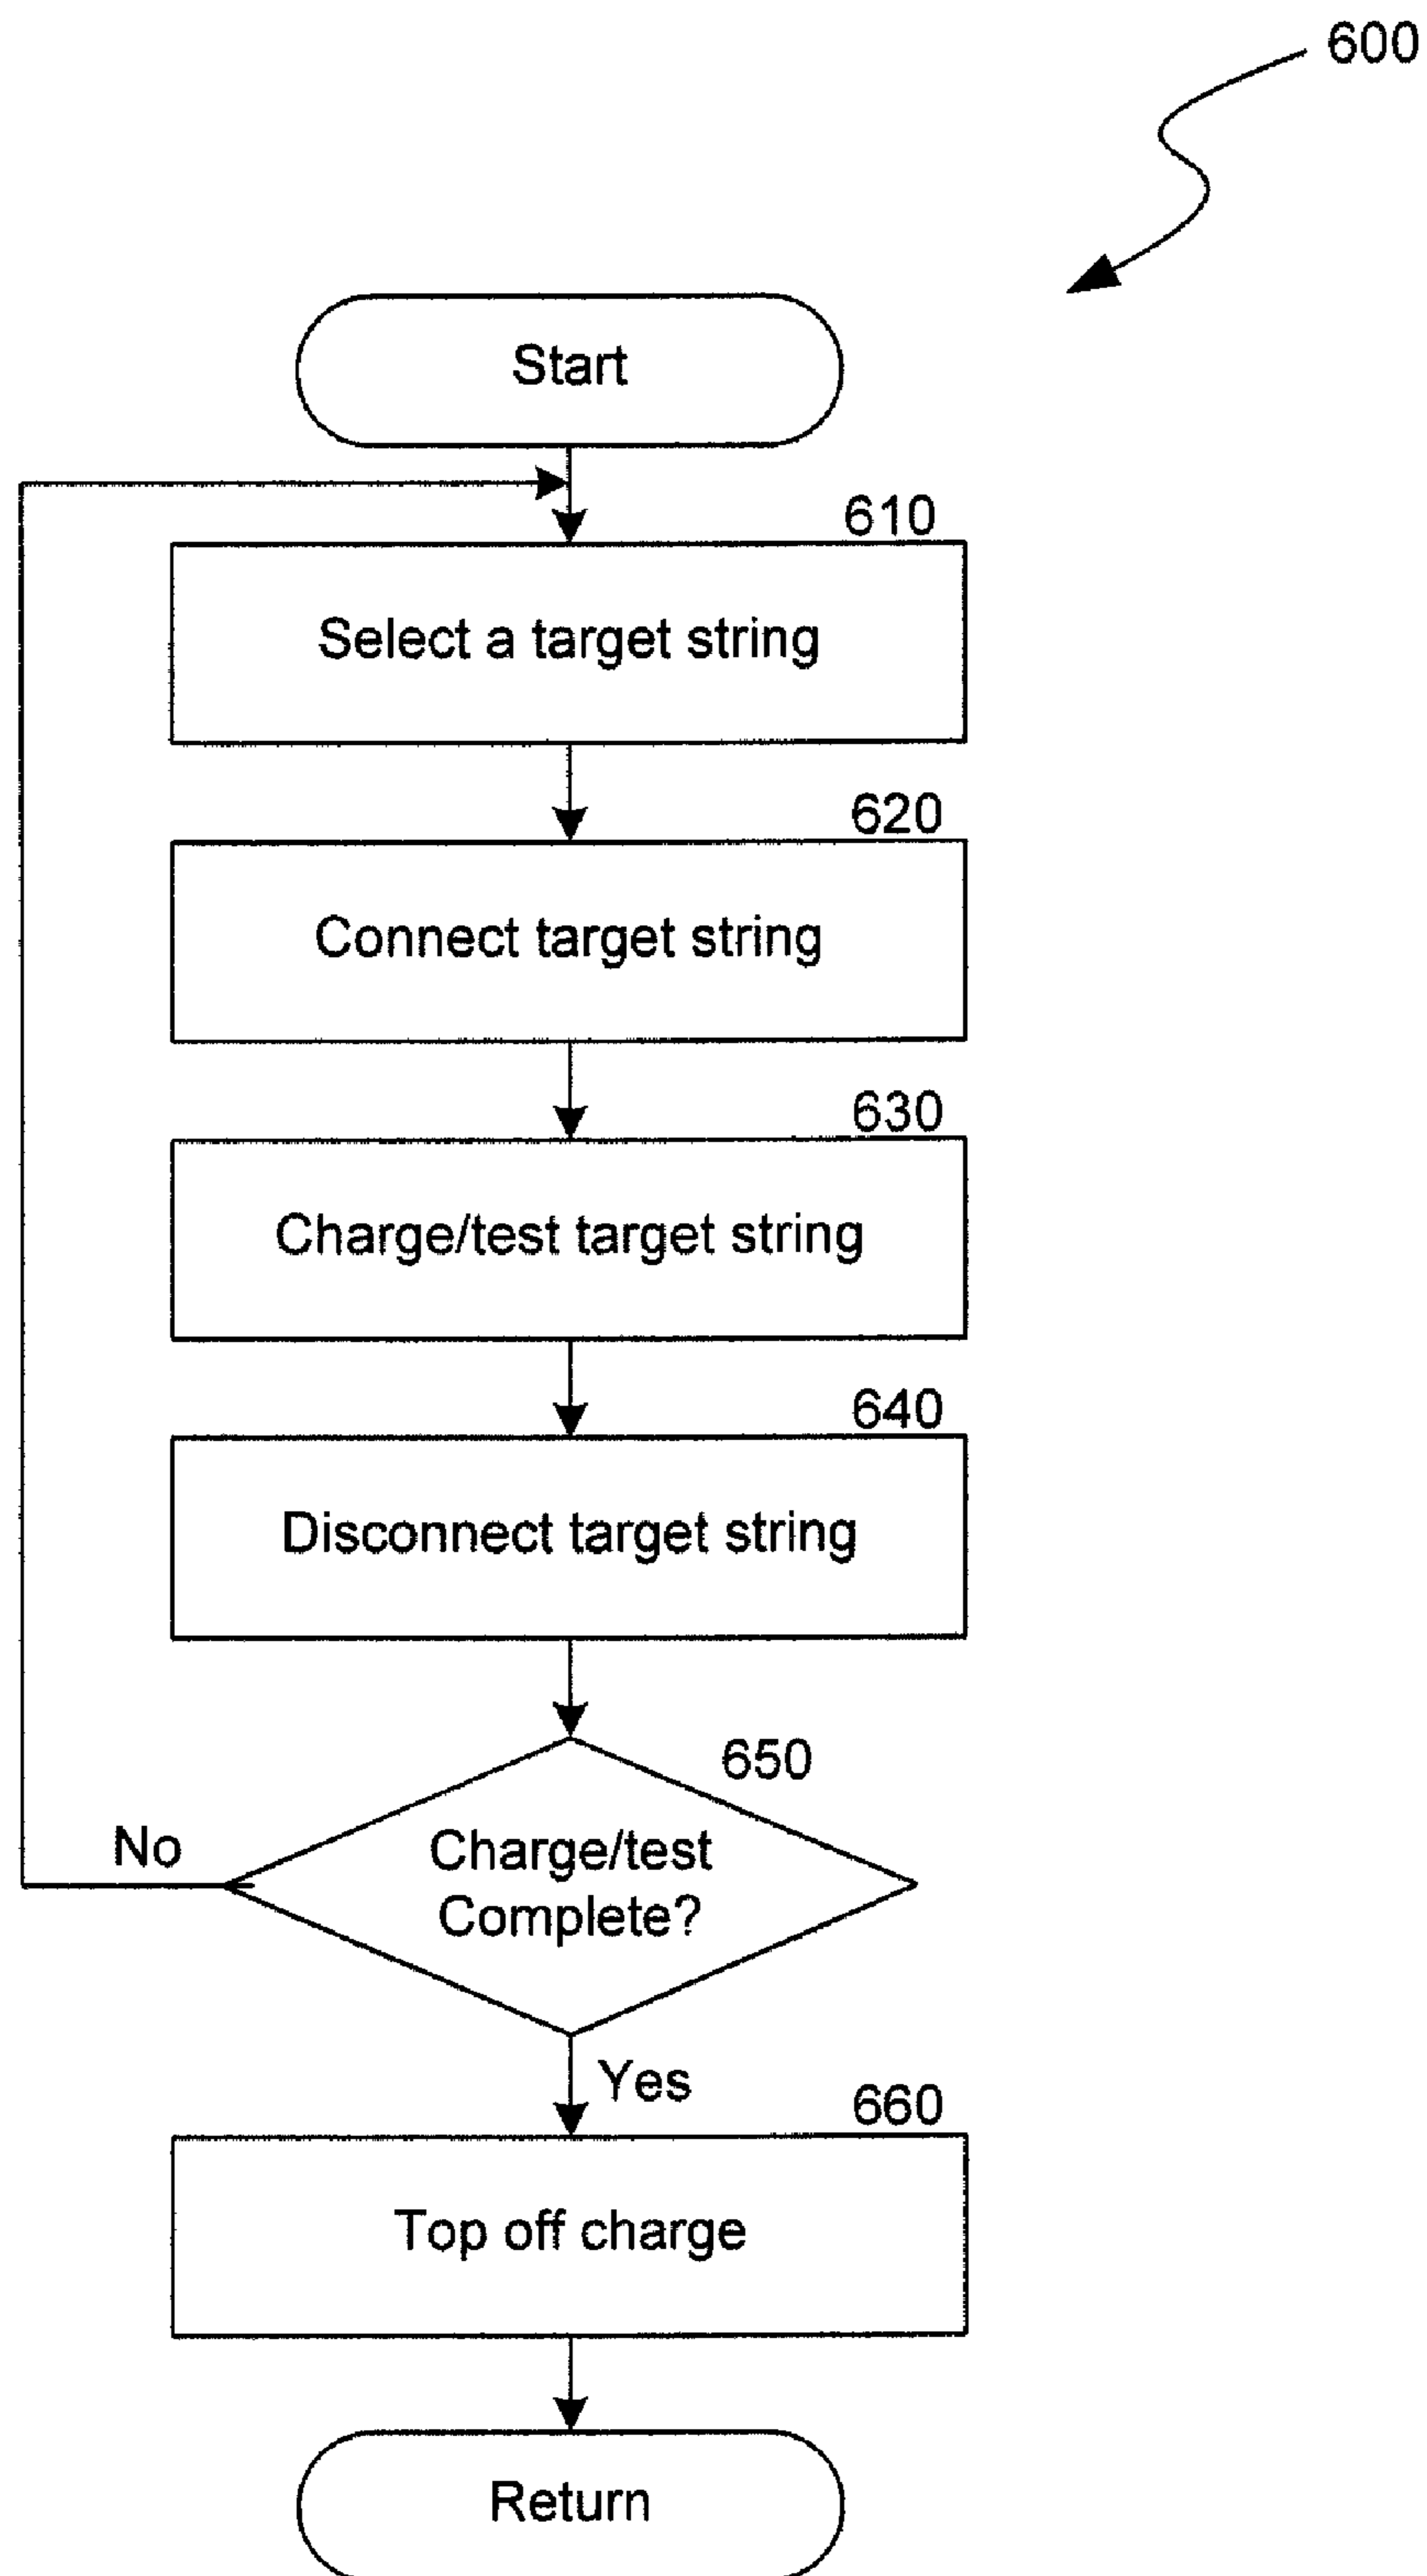 600
Start
610
Select a target string
620
Connect target string
630
Charge/test target string
640
Disconnect target string
650
Charge/test
Complete?
No
Yes
660
Top off charge
Return